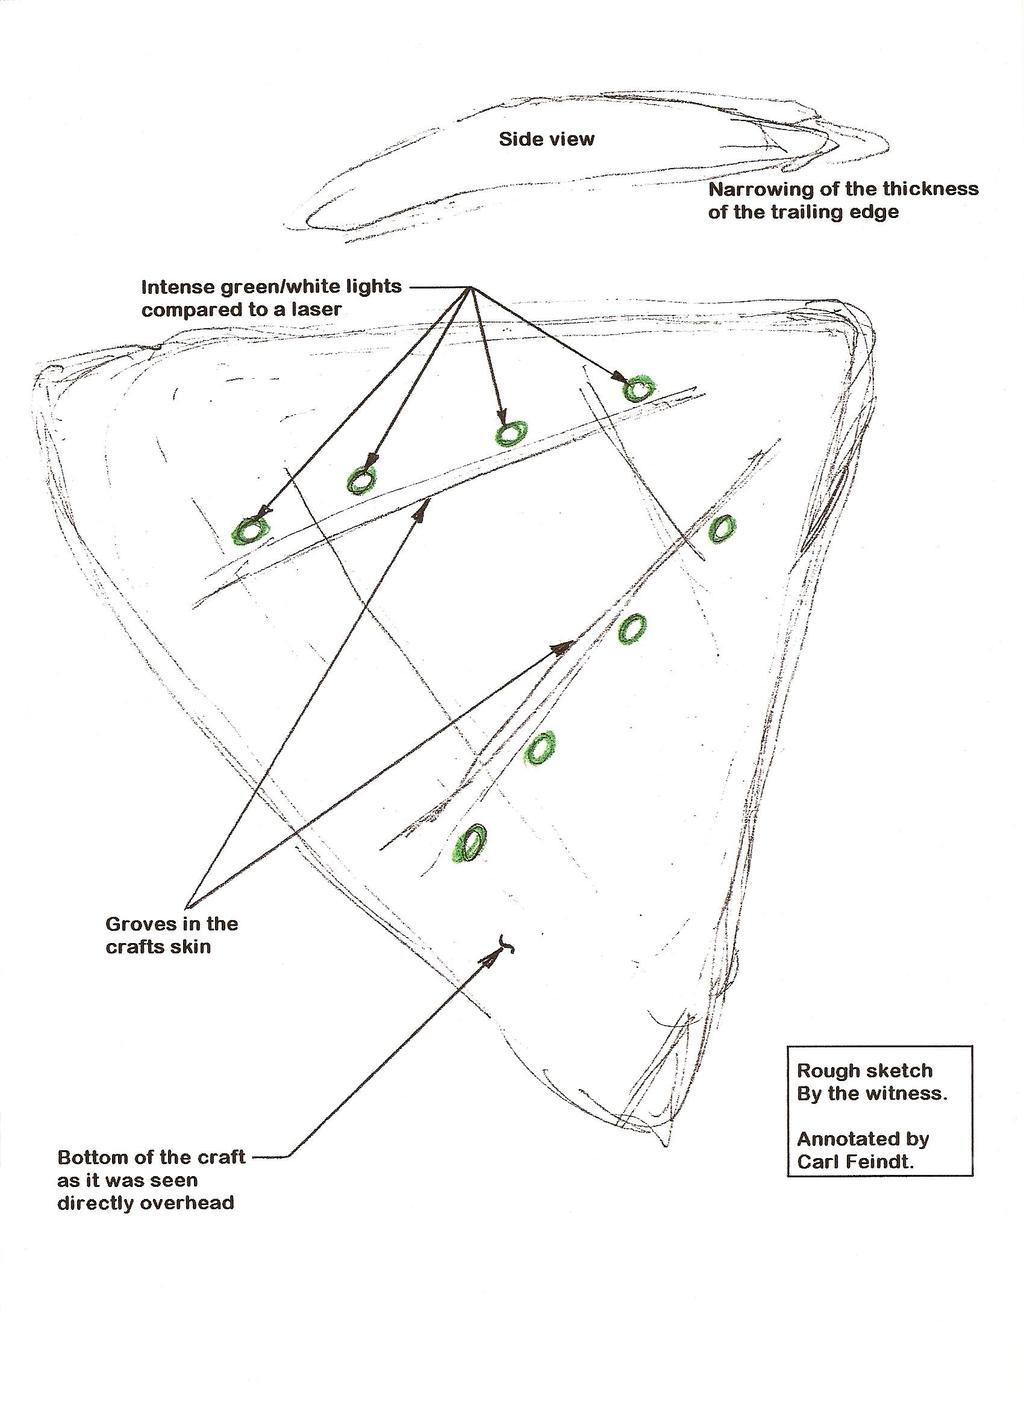 Side view
Narrowing of the thickness
of the trailing edge
Intense green/white lights
compared to a laser
Groves in the
crafts skin
Bottom of the craft
as it was seen
directly overhead
Rough sketch
By the witness.
Annotated by
Carl Feindt.